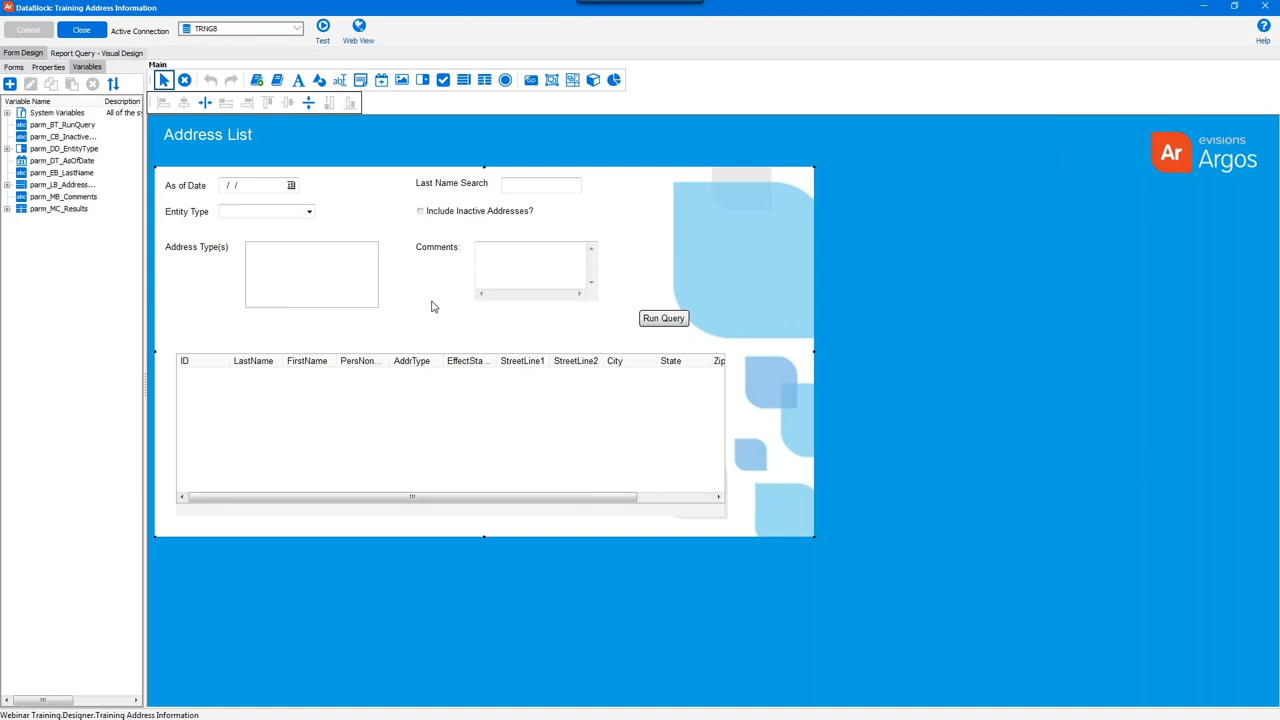 DataBlock: Training Address Information
Commit
Close
Active Connection
TRNG8
Test
Web View
Help
Form Design
Report Query - Visual Design
Forms
Properties
Variables
Main
Variable Name
Description
System Variables
All of the sy
parm_BT_RunQuery
parm_CB_Inactive...
parm_DD_EntityType
parm_DT_AsOfDate
parm_EB_LastName
parm_LB_Address...
parm_MB_Comments
parm_MC_Results
Address List
Ar
evisions
Argos
As of Date
/ /
Last Name Search
Entity Type
Include Inactive Addresses?
Address Type(s)
Comments:
Run Query
ID
LastName
FirstName
PersNon...
AddrType
EffectSta...
StreetLine1
StreetLine2
City
State
Zip
Webinar Training.Designer.Training Address Information